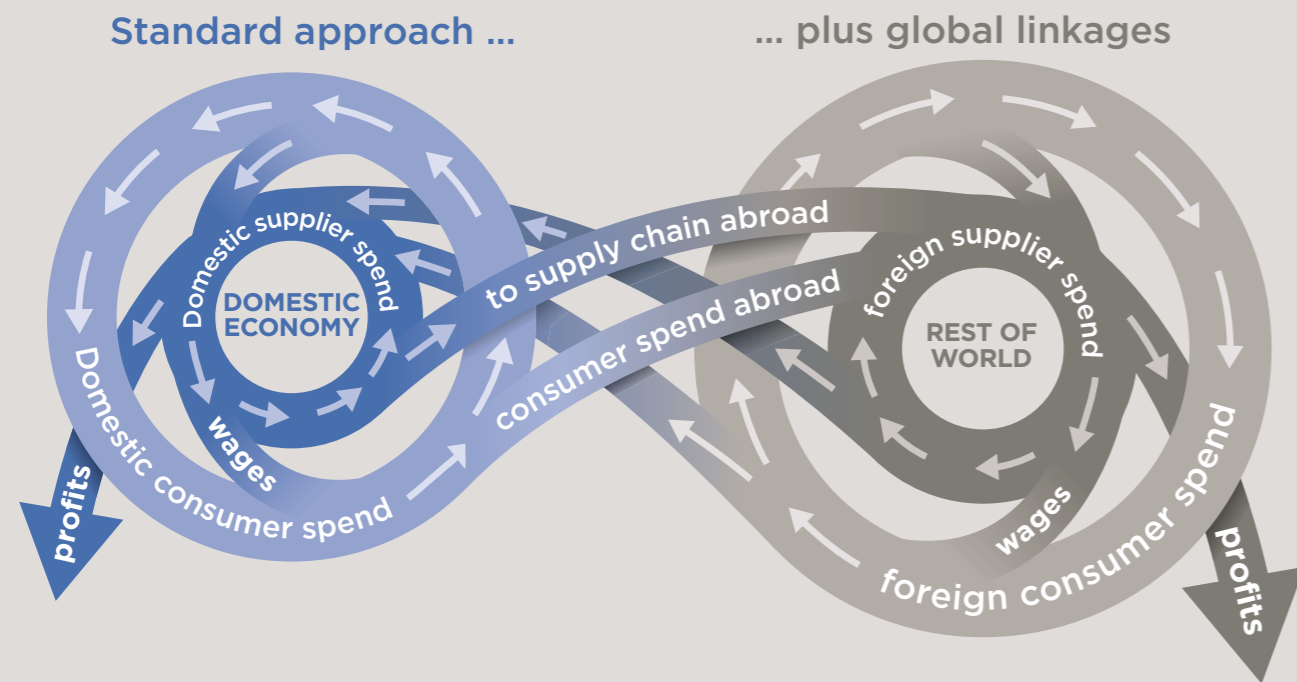 Standard approach ...
... plus global linkages
Domestic supplier spend
DOMESTIC
ECONOMY
wages
Domestic consumer spend
profits
to supply chain abroad
consumer spend abroad
foreign supplier spend
REST OF
WORLD
wages
foreign consumer spend
profits